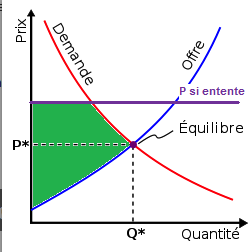 Prix
Demande
Offre
P si entente
Équilibre
P*
Q*
Quantité